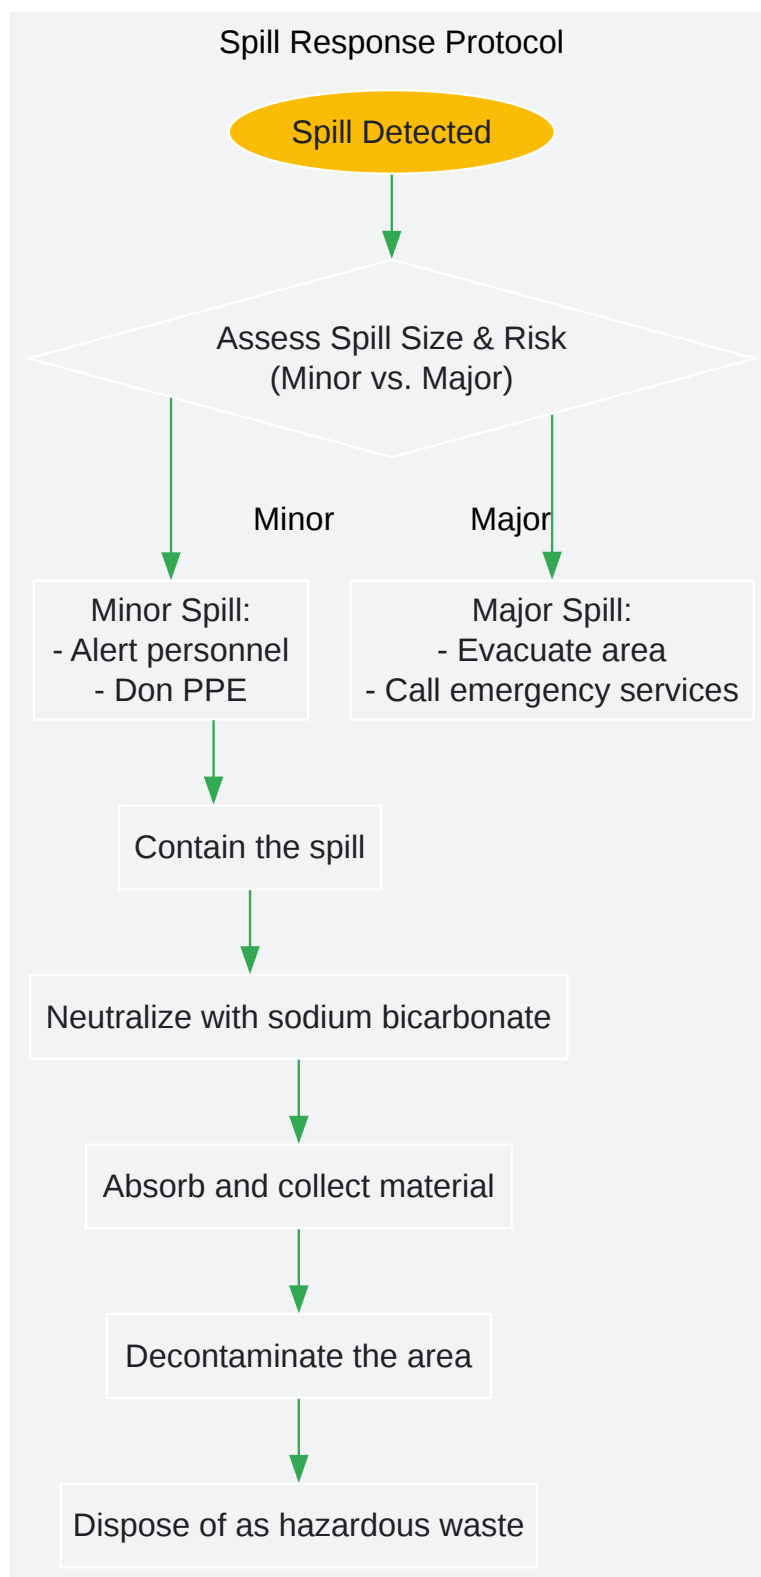 Spill Response Protocol
Spill Detected
Assess Spill Size & Risk
(Minor vs. Major)
Minor
Major
Minor Spill:
- Alert personnel
- Don PPE
Major Spill:
- Evacuate area
- Call emergency services
Contain the spill
Neutralize with sodium bicarbonate
Absorb and collect material
Decontaminate the area
Dispose of as hazardous waste